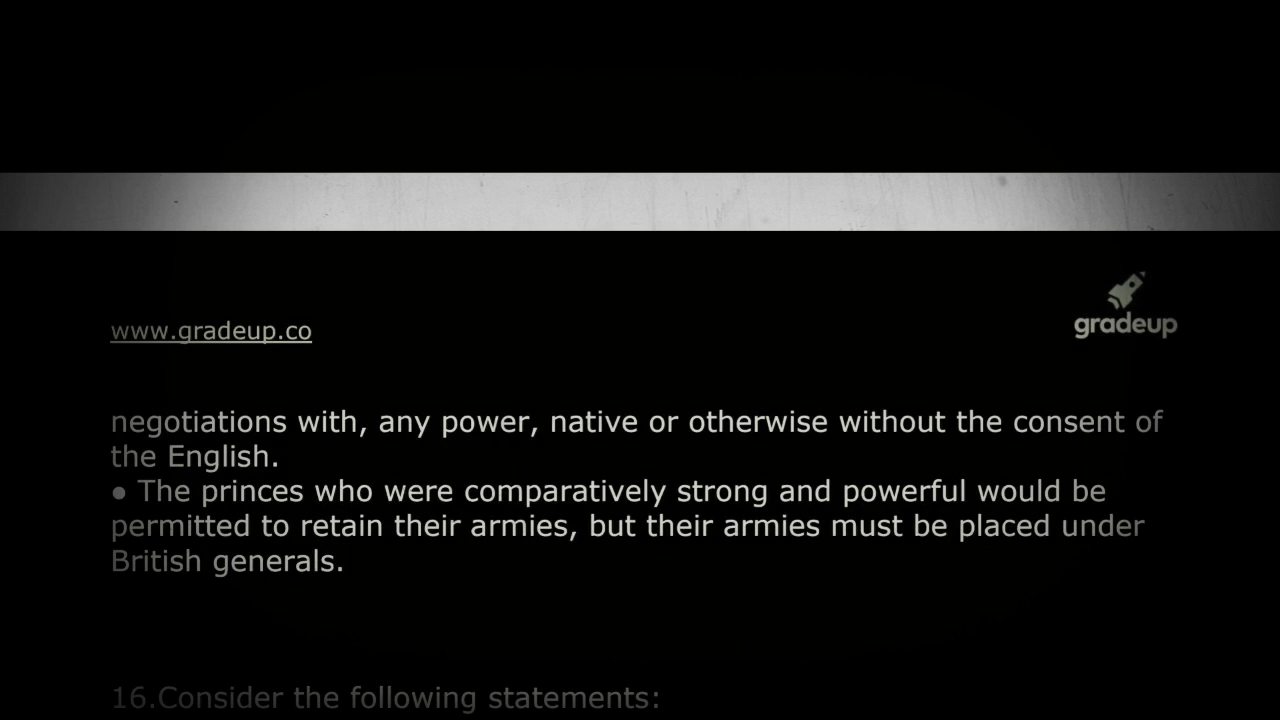 www.gradeup.co
gradeup
negotiations with, any power, native or otherwise without the consent of
the English.
● The princes who were comparatively strong and powerful would be
permitted to retain their armies, but their armies must be placed under
British generals.
16.Consider the following statements: